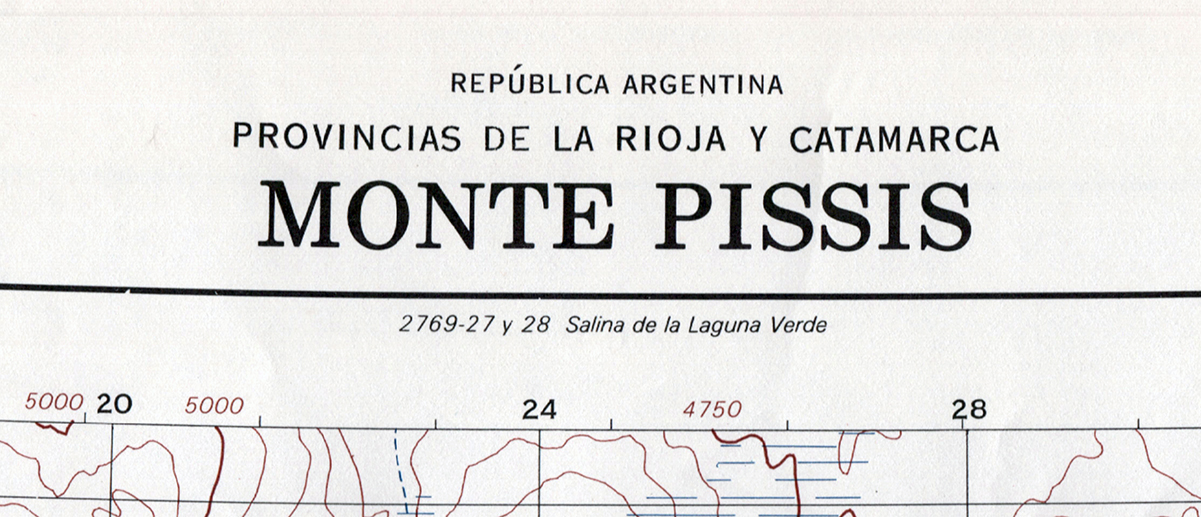 REPÚBLICA ARGENTINA
PROVINCIAS DE LA RIOJA Y CATAMARCA
MONTE PISSIS
2769-27 y 28 Salina de la Laguna Verde
5000 20 5000 24 4750 28